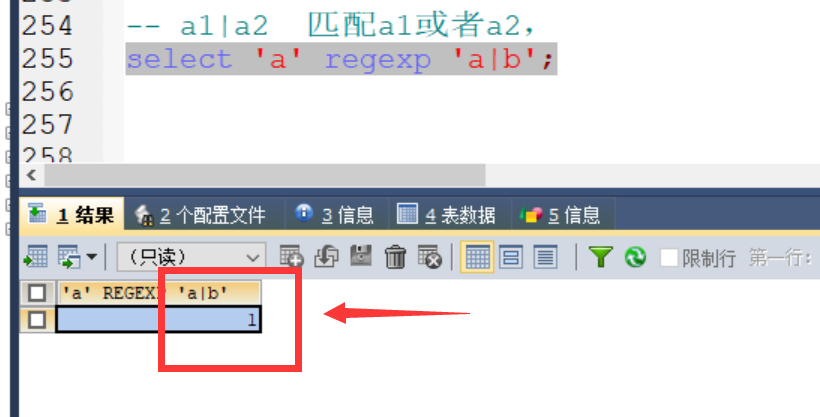 254 -- a1|a2 匹配a1或者a2，
255 select 'a' regexp 'a|b';
256
257
258
1 结果 2 个配置文件 3 信息 4 表数据 5 信息
（只读） 限制行 第一行:
'a' REGEXP 'a|b'
1